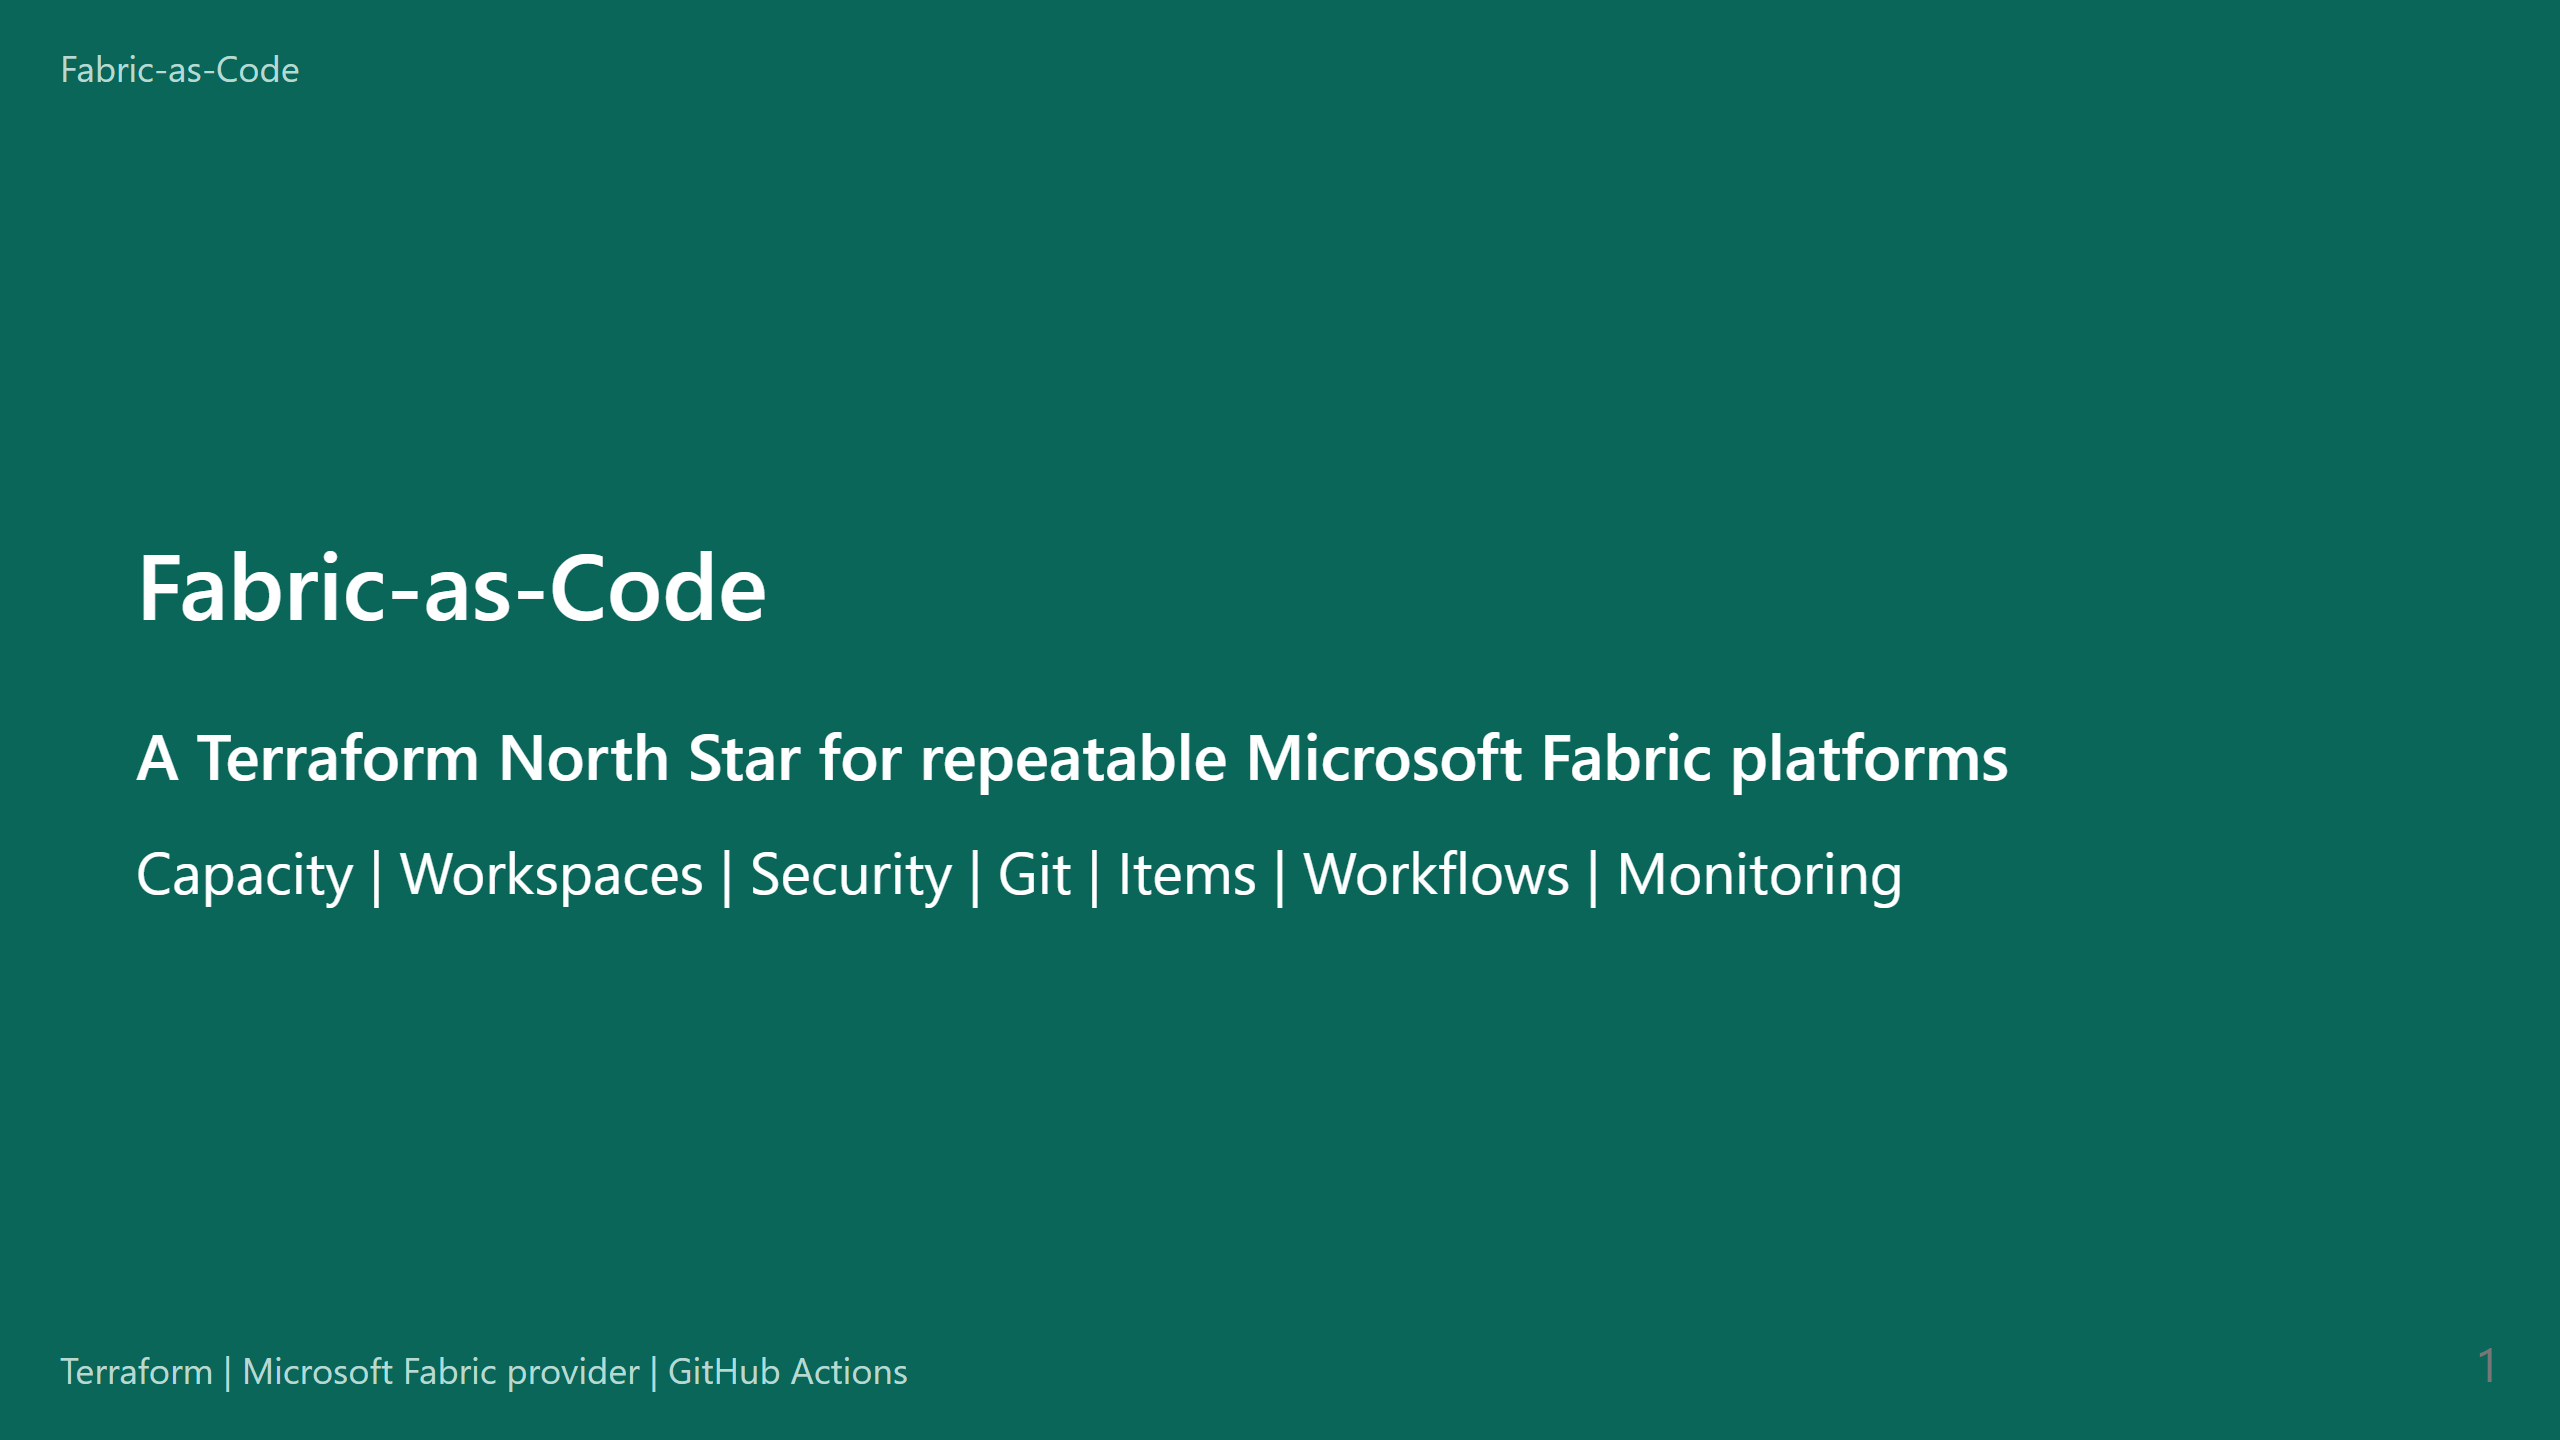 Fabric-as-Code
Fabric-as-Code
A Terraform North Star for repeatable Microsoft Fabric platforms
Capacity | Workspaces | Security | Git | Items | Workflows | Monitoring
Terraform | Microsoft Fabric provider | GitHub Actions
1